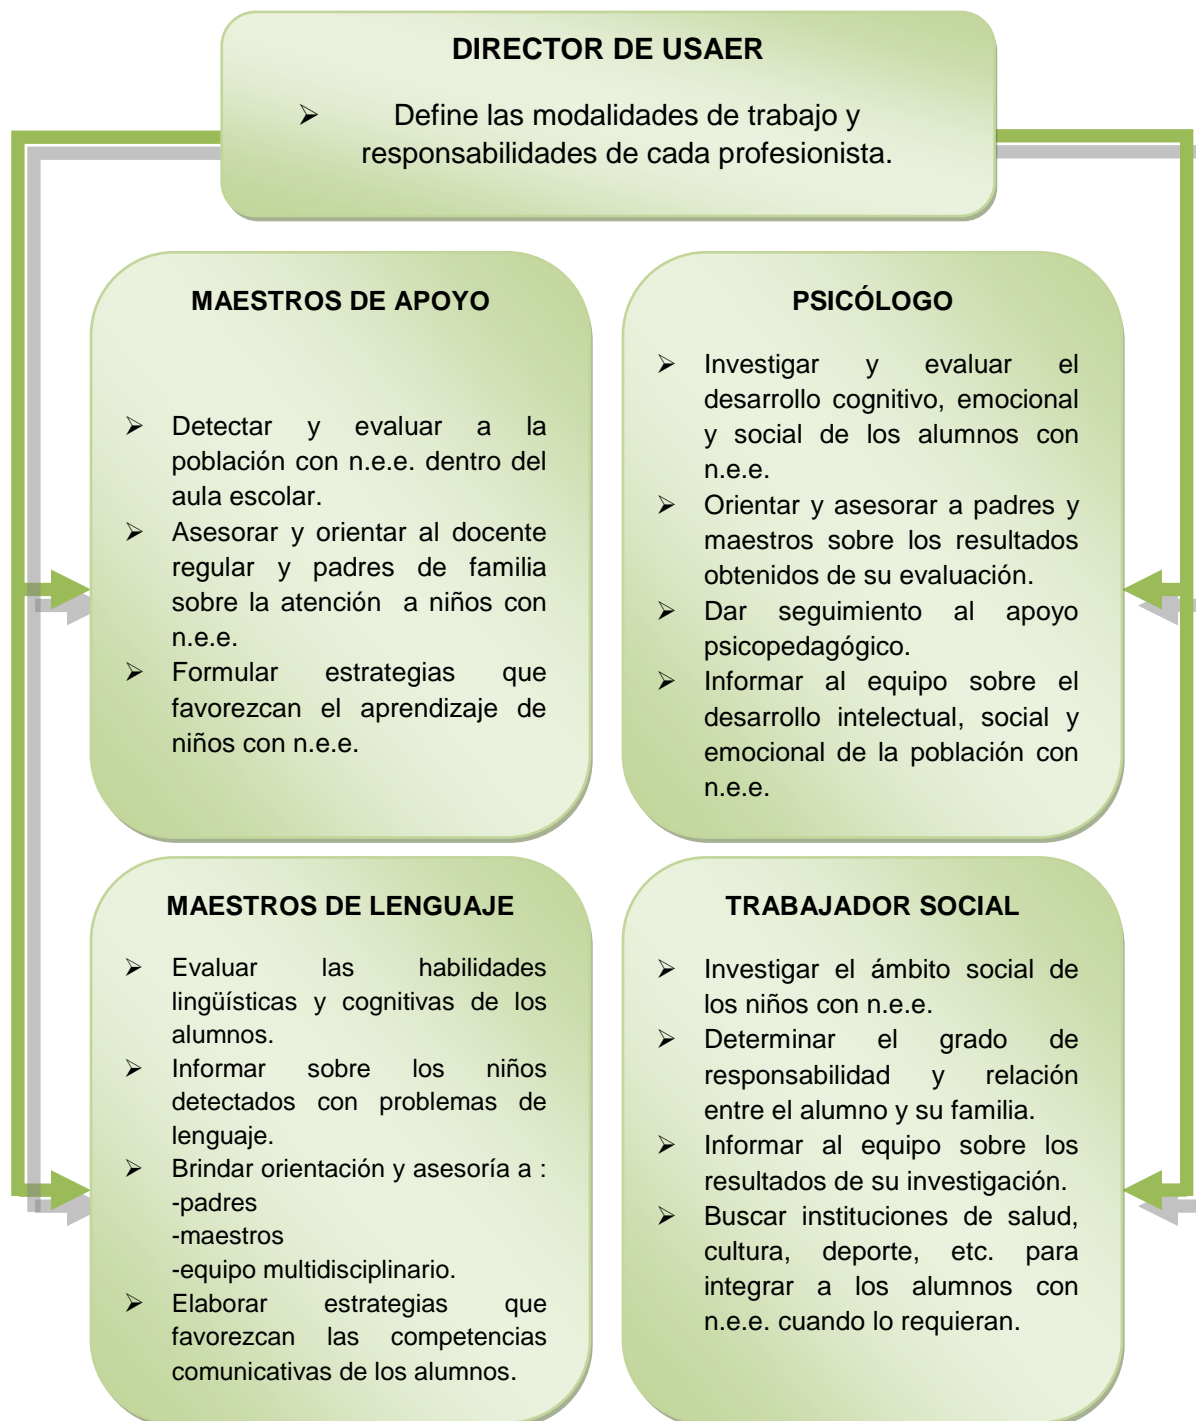 DIRECTOR DE USAER
➢ Define las modalidades de trabajo y
responsabilidades de cada profesionista.
MAESTROS DE APOYO
➢ Detectar y evaluar a la
población con n.e.e. dentro del
aula escolar.
➢ Asesorar y orientar al docente
regular y padres de familia
sobre la atención a niños con
n.e.e.
➢ Formular estrategias que
favorezcan el aprendizaje de
niños con n.e.e.
PSICÓLOGO
➢ Investigar y evaluar el
desarrollo cognitivo, emocional
y social de los alumnos con
n.e.e.
➢ Orientar y asesorar a padres y
maestros sobre los resultados
obtenidos de su evaluación.
➢ Dar seguimiento al apoyo
psicopedagógico.
➢ Informar al equipo sobre el
desarrollo intelectual, social y
emocional de la población con
n.e.e.
MAESTROS DE LENGUAJE
➢ Evaluar las habilidades
lingüísticas y cognitivas de los
alumnos.
➢ Informar sobre los niños
detectados con problemas de
lenguaje.
➢ Brindar orientación y asesoría a :
-padres
-maestros
-equipo multidisciplinario.
➢ Elaborar estrategias que
favorezcan las competencias
comunicativas de los alumnos.
TRABAJADOR SOCIAL
➢ Investigar el ámbito social de
los niños con n.e.e.
➢ Determinar el grado de
responsabilidad y relación
entre el alumno y su familia.
➢ Informar al equipo sobre los
resultados de su investigación.
➢ Buscar instituciones de salud,
cultura, deporte, etc. para
integrar a los alumnos con
n.e.e. cuando lo requieran.